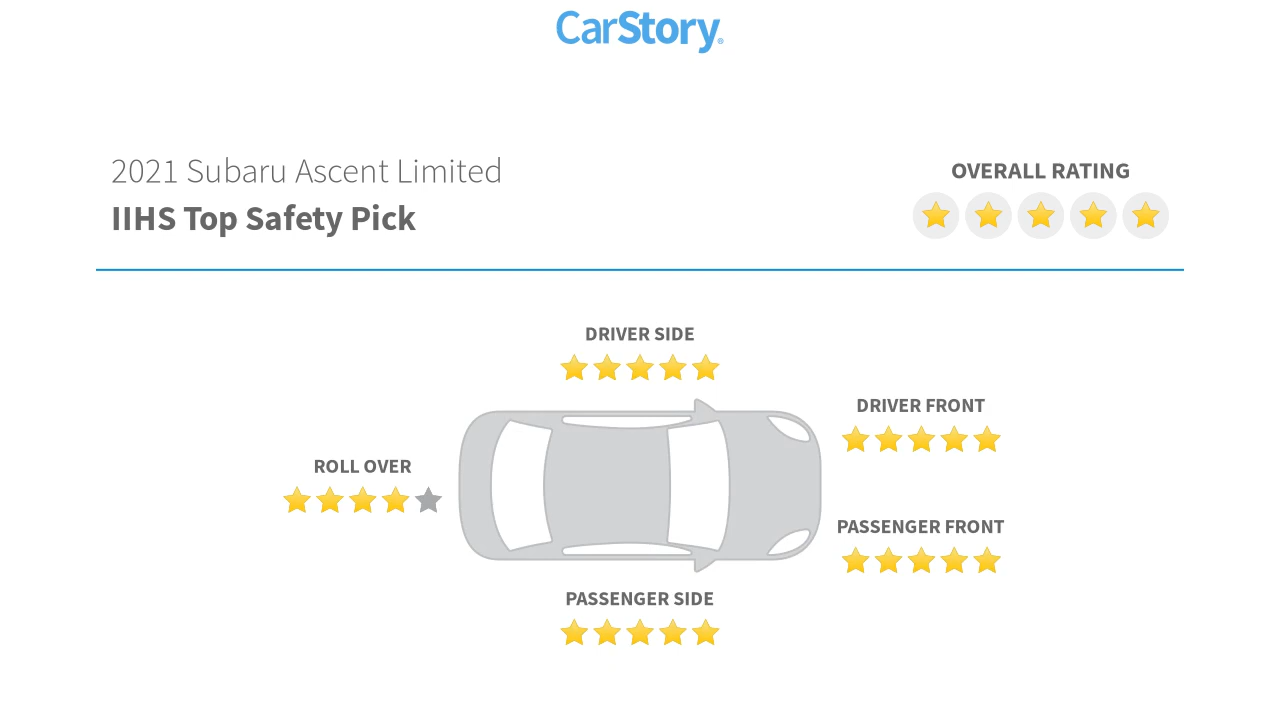 CarStory®
2021 Subaru Ascent Limited
IIHS Top Safety Pick
OVERALL RATING
DRIVER SIDE
DRIVER FRONT
ROLL OVER
PASSENGER FRONT
PASSENGER SIDE